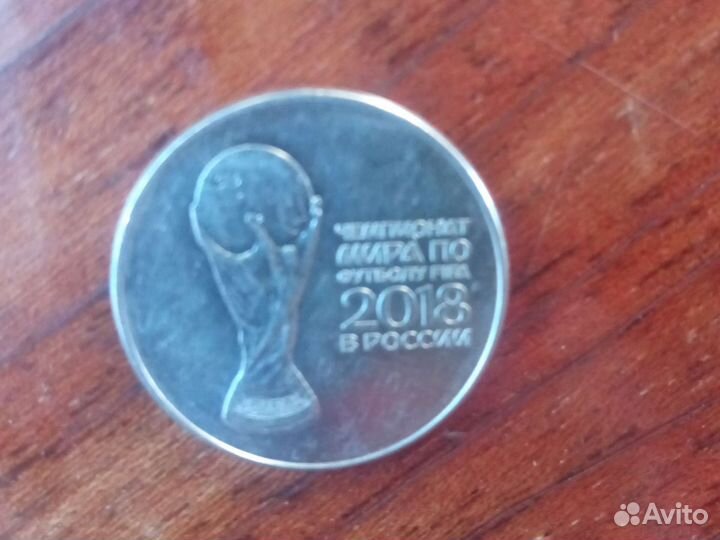 ЧЕМПИОНАТ
МИРА ПО
ФУТБОЛУ FIFA
2018
В РОССИИ
Avito